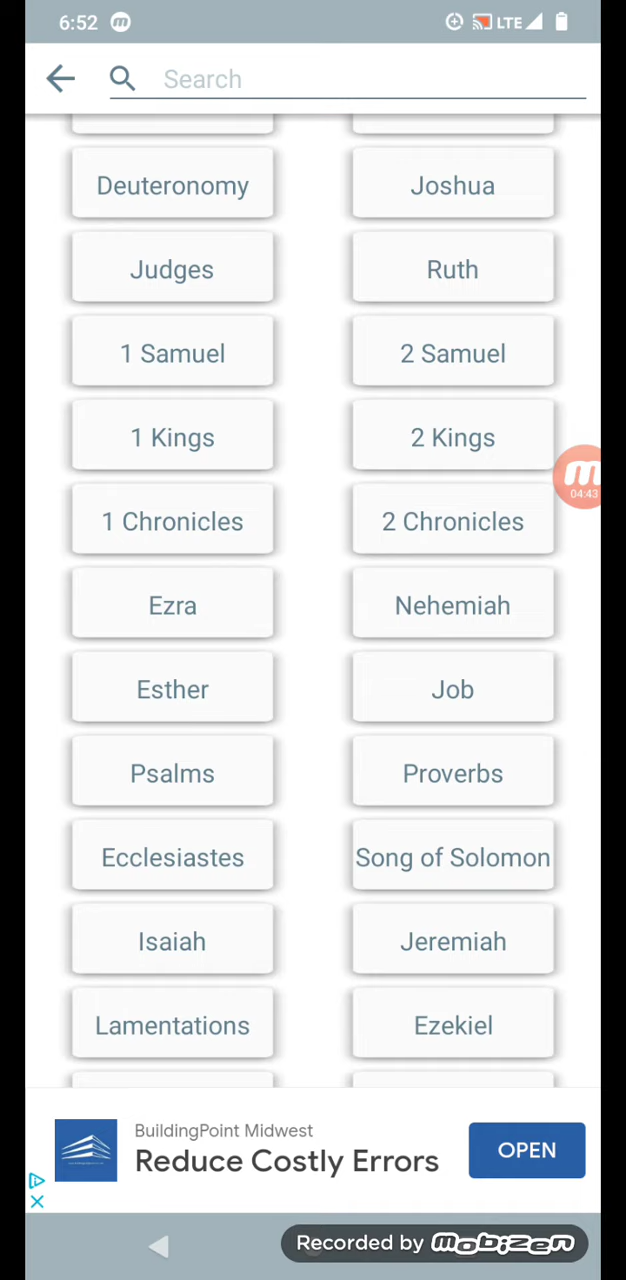 6:52 m LTE
Search
Deuteronomy Joshua
Judges Ruth
1 Samuel 2 Samuel
1 Kings 2 Kings
m
04:43
1 Chronicles 2 Chronicles
Ezra Nehemiah
Esther Job
Psalms Proverbs
Ecclesiastes Song of Solomon
Isaiah Jeremiah
Lamentations Ezekiel
BuildingPoint Midwest
Reduce Costly Errors
OPEN
Recorded by mobizen